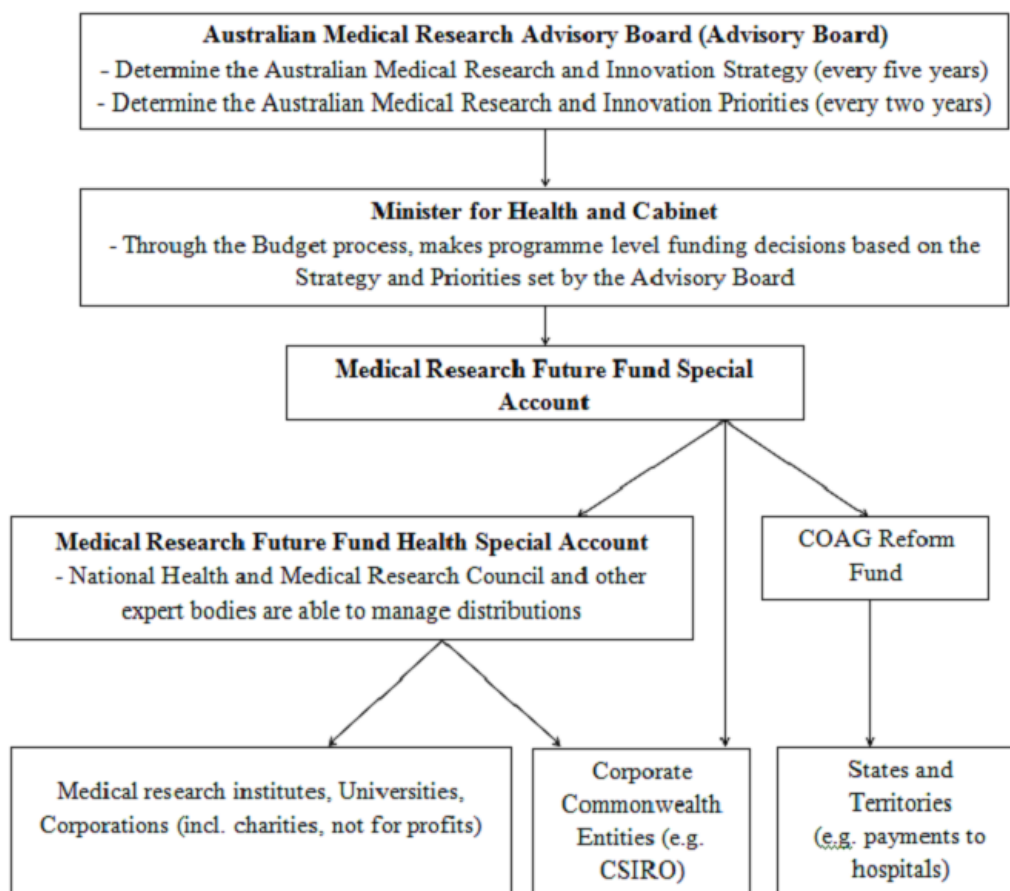 Australian Medical Research Advisory Board (Advisory Board)
- Determine the Australian Medical Research and Innovation Strategy (every five years)
- Determine the Australian Medical Research and Innovation Priorities (every two years)
Minister for Health and Cabinet
- Through the Budget process, makes programme level funding decisions based on the
Strategy and Priorities set by the Advisory Board
Medical Research Future Fund Special
Account
Medical Research Future Fund Health Special Account
- National Health and Medical Research Council and other
expert bodies are able to manage distributions
COAG Reform
Fund
Medical research institutes, Universities,
Corporations (incl. charities, not for profits)
Corporate
Commonwealth
Entities (e.g.
CSIRO)
States and
Territories
(e.g. payments to
hospitals)